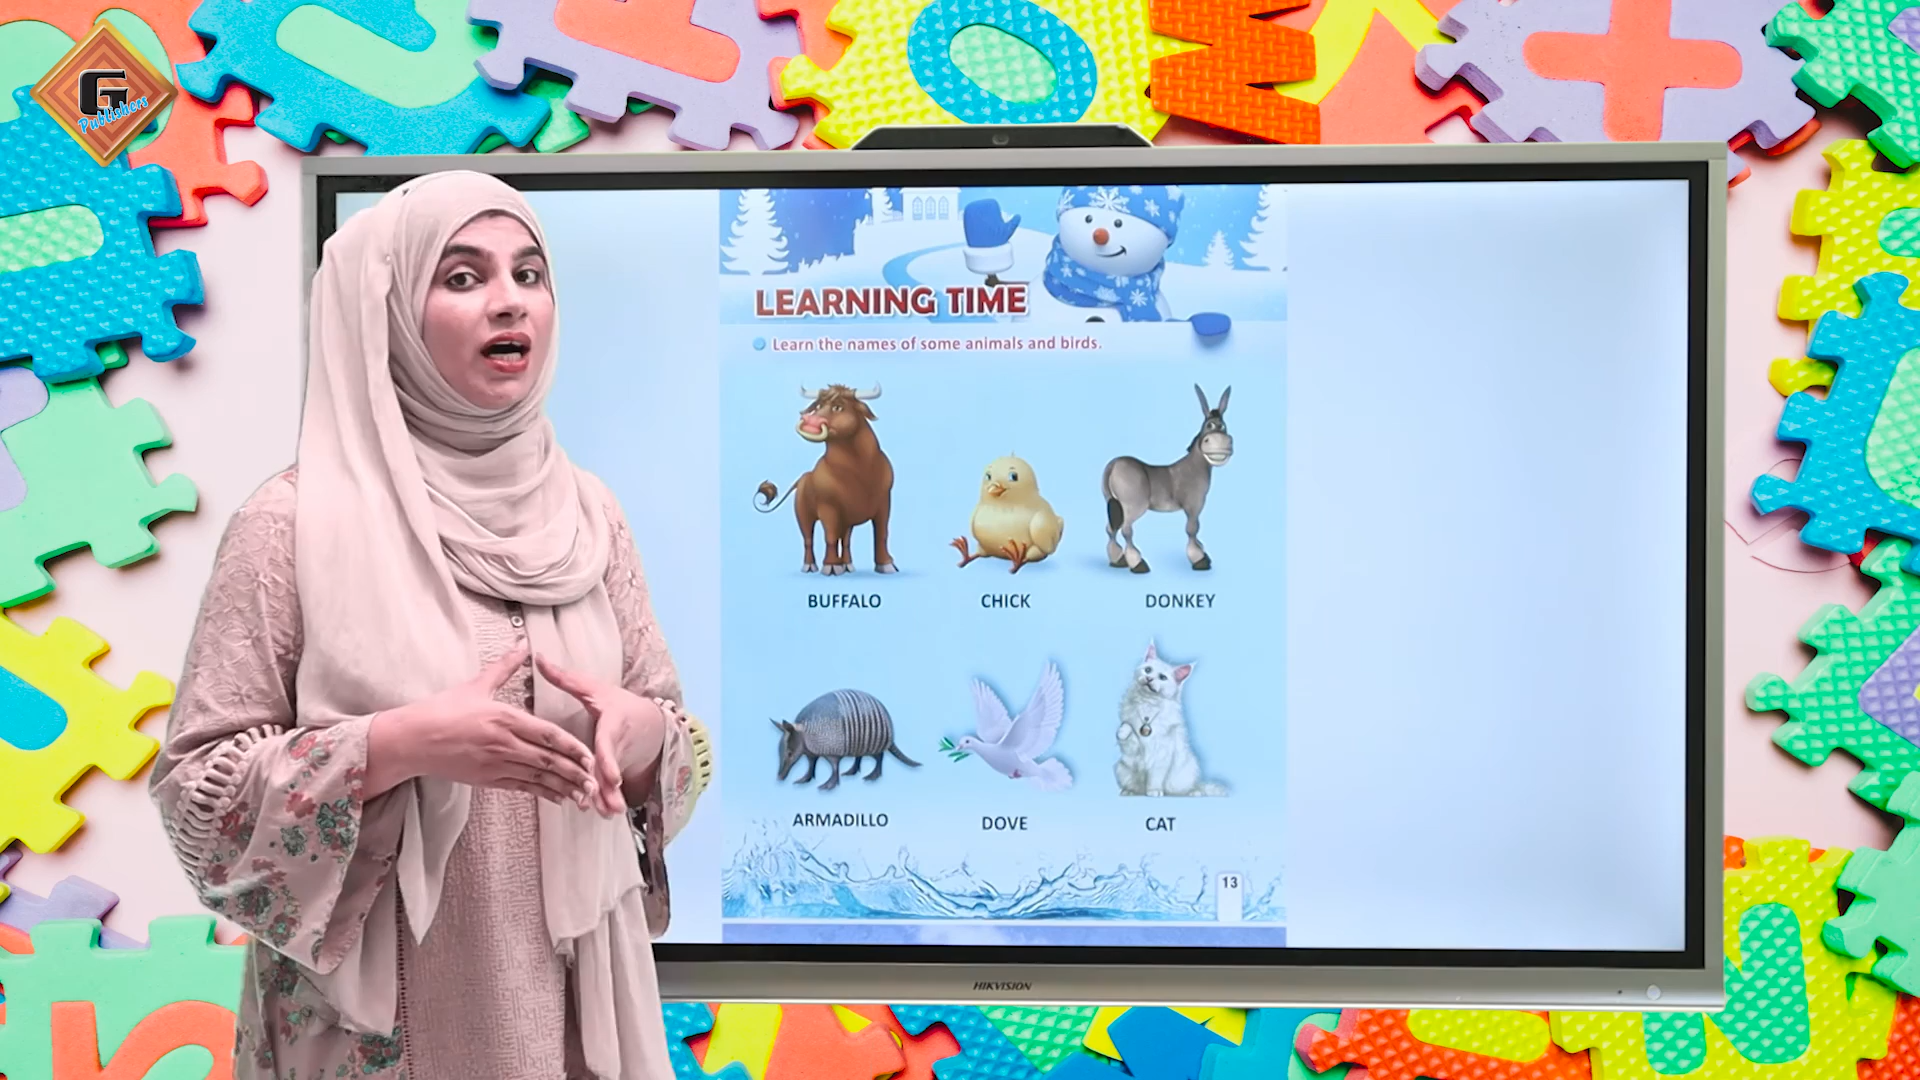 G
Publishers
LEARNING TIME
Learn the names of some animals and birds.
BUFFALO
CHICK
DONKEY
ARMADILLO
DOVE
CAT
13
HIKVISION